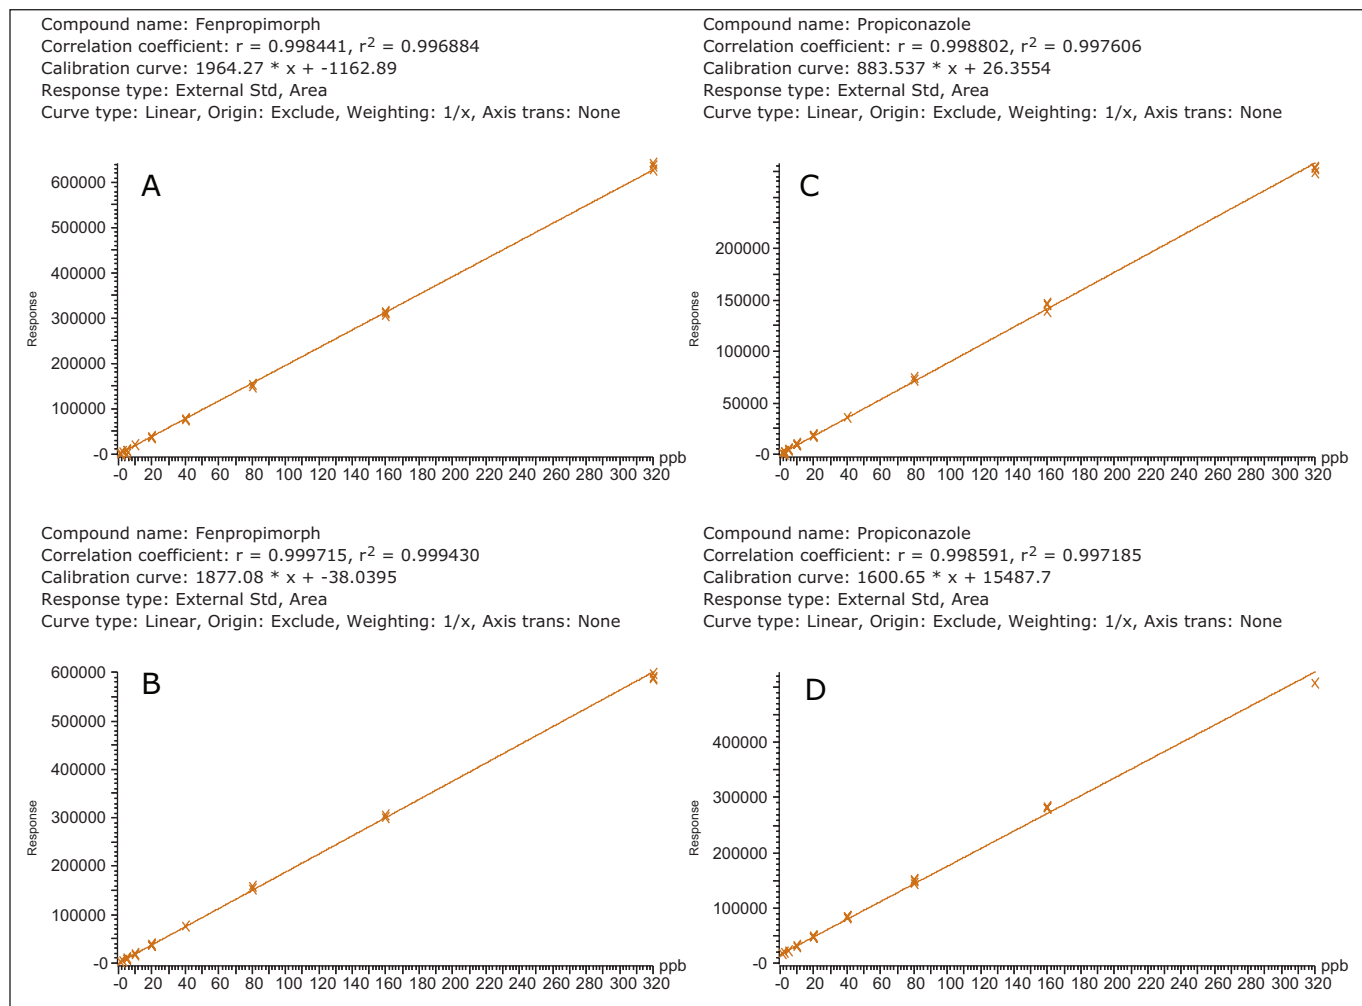 Compound name: Fenpropimorph
Correlation coefficient: r = 0.998441, r2 = 0.996884
Calibration curve: 1964.27 * x + -1162.89
Response type: External Std, Area
Curve type: Linear, Origin: Exclude, Weighting: 1/x, Axis trans: None
A
600000
500000
400000
300000
200000
100000
-0
Response
-0 20 40 60 80 100 120 140 160 180 200 220 240 260 280 300 320
ppb
Compound name: Propiconazole
Correlation coefficient: r = 0.998802, r2 = 0.997606
Calibration curve: 883.537 * x + 26.3554
Response type: External Std, Area
Curve type: Linear, Origin: Exclude, Weighting: 1/x, Axis trans: None
C
200000
150000
100000
50000
-0
Response
-0 20 40 60 80 100 120 140 160 180 200 220 240 260 280 300 320
ppb
Compound name: Fenpropimorph
Correlation coefficient: r = 0.999715, r2 = 0.999430
Calibration curve: 1877.08 * x + -38.0395
Response type: External Std, Area
Curve type: Linear, Origin: Exclude, Weighting: 1/x, Axis trans: None
B
600000
500000
400000
300000
200000
100000
-0
Response
-0 20 40 60 80 100 120 140 160 180 200 220 240 260 280 300 320
ppb
Compound name: Propiconazole
Correlation coefficient: r = 0.998591, r2 = 0.997185
Calibration curve: 1600.65 * x + 15487.7
Response type: External Std, Area
Curve type: Linear, Origin: Exclude, Weighting: 1/x, Axis trans: None
D
400000
300000
200000
100000
-0
Response
-0 20 40 60 80 100 120 140 160 180 200 220 240 260 280 300 320
ppb